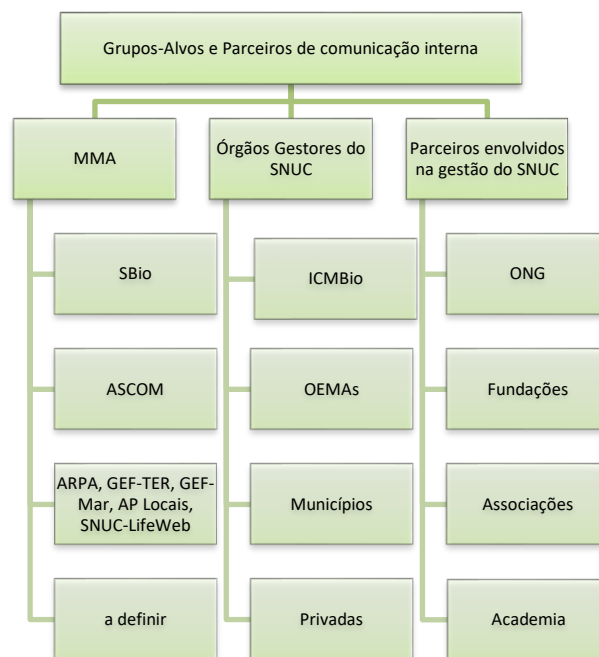 Grupos-Alvos e Parceiros de comunicação interna
MMA
SBio
ASCOM
ARPA, GEF-TER, GEF-
Mar, AP Locais,
SNUC-LifeWeb
a definir
Órgãos Gestores do
SNUC
ICMBio
OEMAs
Municípios
Privadas
Parceiros envolvidos
na gestão do SNUC
ONG
Fundações
Associações
Academia